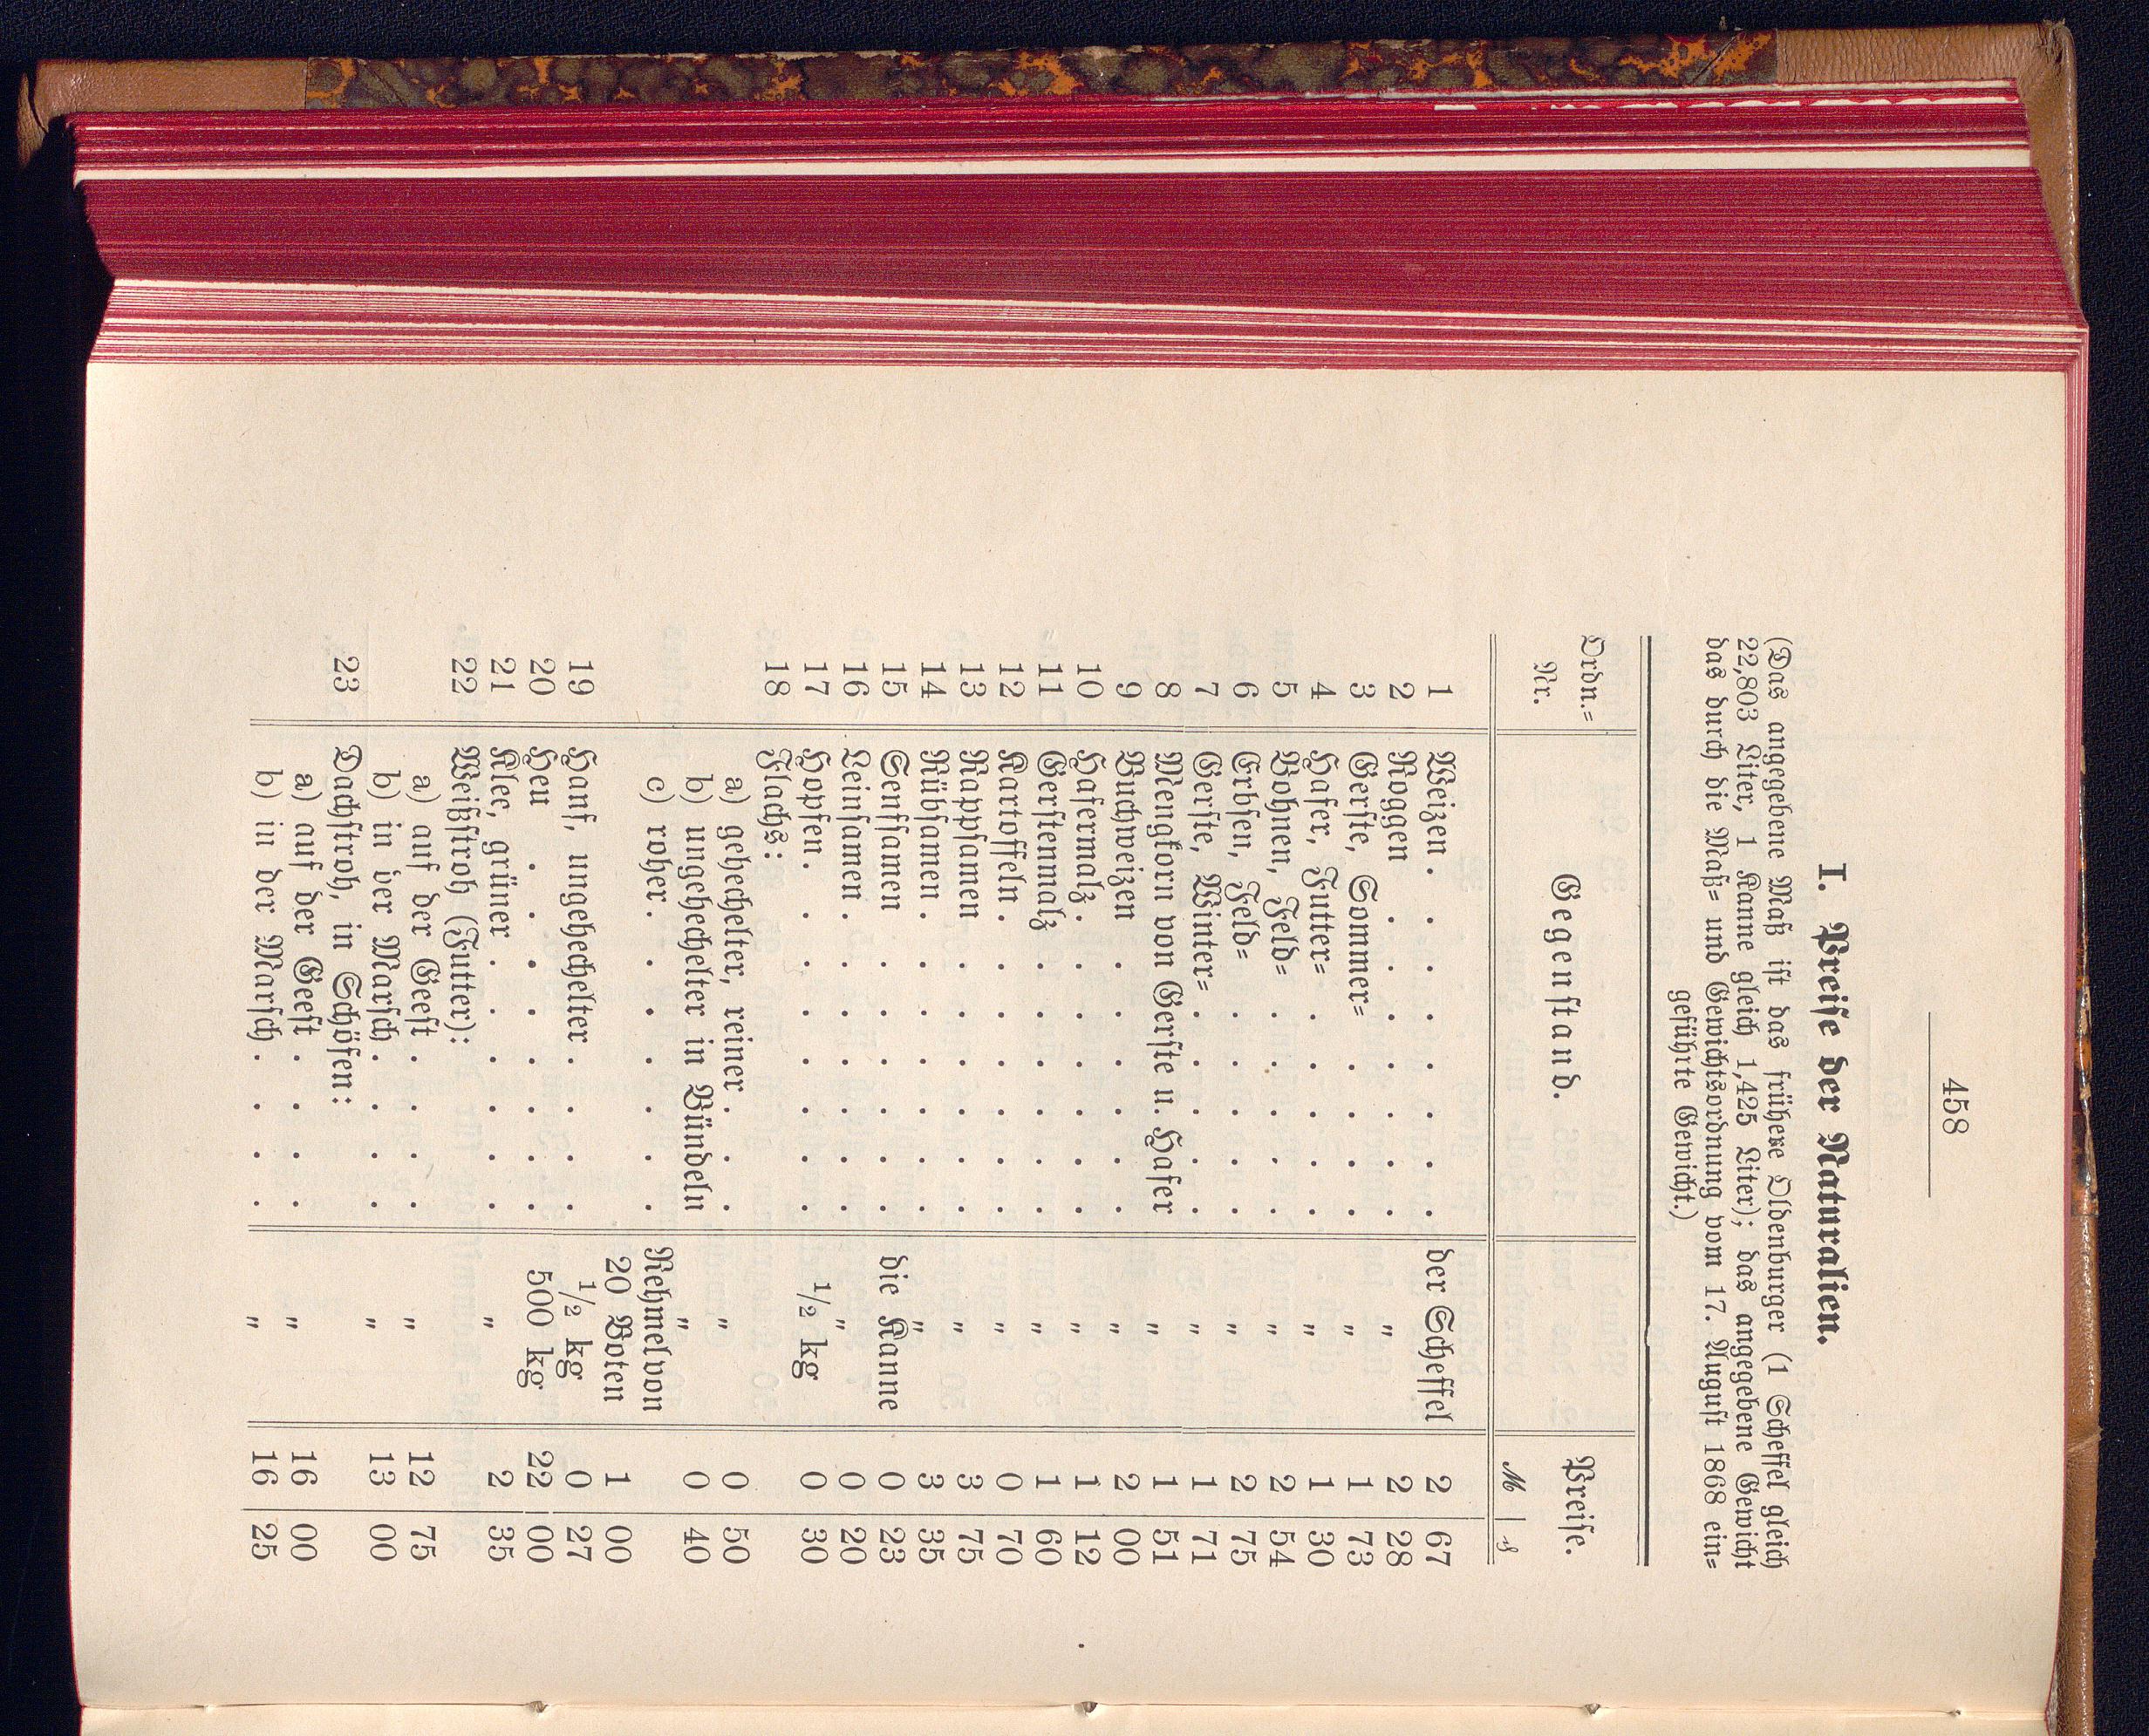 458
I. Preise der Naturalien.
(Das angegebene Maß ist das frühere Oldenburger (1 Scheffel gleich
22,803 Liter, 1 Kanne gleich 1,425 Liter); das angegebene Gewicht
das durch die Maß= und Gewichtsordnung vom 17. August 1868 ein=
geführte Gewicht.)
Ordn.= Nr. Gegenstand. Preise.
ℳ ₰
1 Weizen . . . . . . . . der Scheffel 2 67
2 Roggen . . . . . . . „ 2 28
3 Gerste, Sommer= . . . . . „ 1 73
4 Hafer, Futter= . . . . . „ 1 30
5 Bohnen, Feld= . . . . . „ 2 54
6 Erbsen, Feld= . . . . . „ 2 75
7 Gerste, Winter= . . . . . „ 1 71
8 Mengkorn von Gerste u. Hafer „ 1 51
9 Buchweizen . . . . . . „ 2 00
10 Hafermalz . . . . . . . „ 1 12
11 Gerstenmalz . . . . . . „ 1 60
12 Kartoffeln . . . . . . . „ 0 70
13 Rappsamen . . . . . . „ 3 75
14 Rübsamen . . . . . . . „ 3 35
15 Senfsamen . . . . . . die Kanne 0 23
16 Leinsamen . . . . . . . „ 0 20
17 Hopfen . . . . . . . . ½ kg 0 30
18 Flachs:
a) gehechelter, reiner . . . „ 0 50
b) ungehechelter in Bündeln „ 0 40
c) roher . . . . . . . Rehmel von
20 Boten 1 00
19 Hanf, ungehechelter . . . . ½ kg 0 27
20 Heu . . . . . . . . 500 kg 22 00
21 Klee, grüner . . . . . . „ 2 35
22 Weißstroh (Futter):
a) auf der Geest . . . . „ 12 75
b) in der Marsch . . . . „ 13 00
23 Dachstroh, in Schöfen:
a) auf der Geest . . . . „ 16 00
b) in der Marsch . . . . „ 16 25